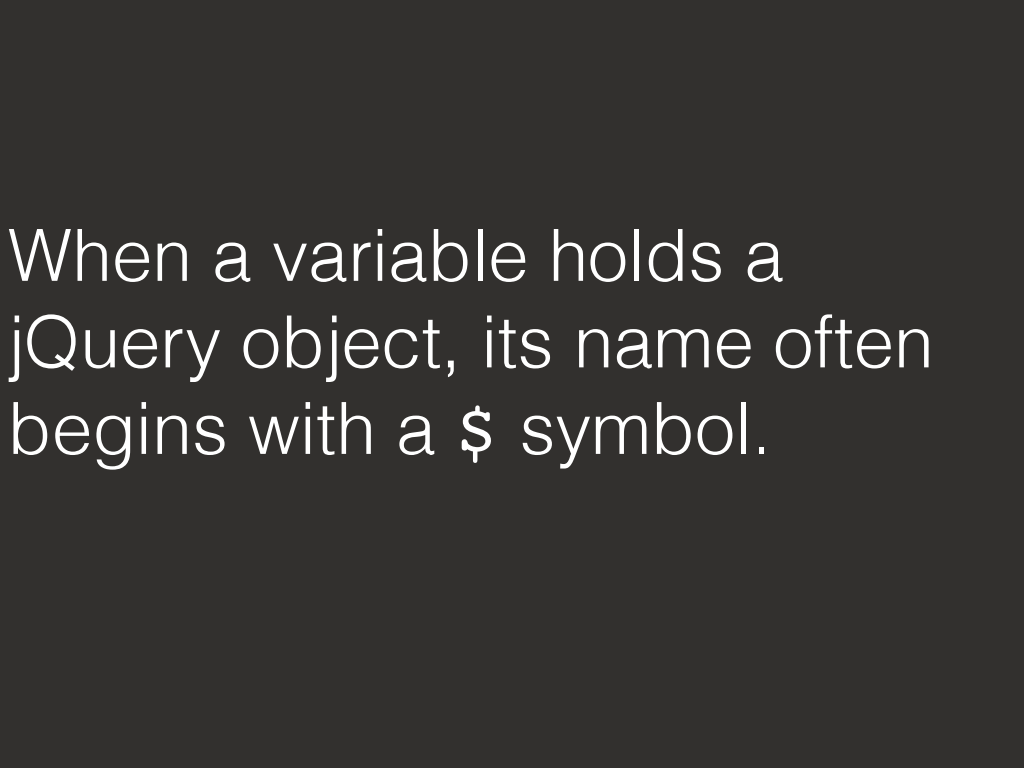 When a variable holds a
jQuery object, its name often
begins with a $ symbol.